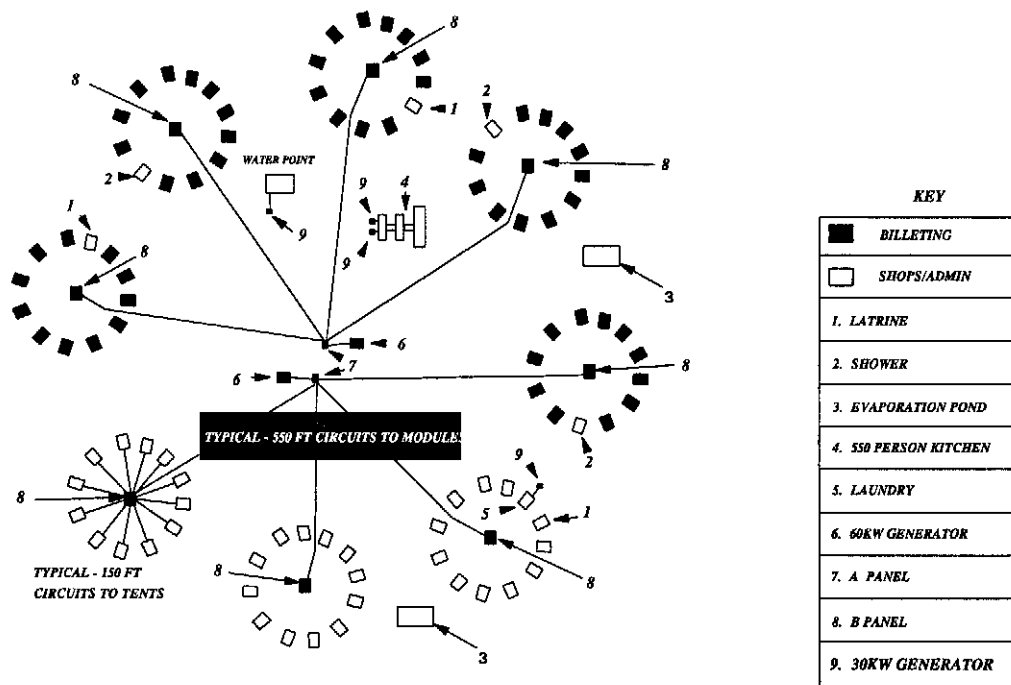 8
8
8
1
2
WATER POINT
2
8
9
4
1
9
9
8
3
6
7
6
8
TYPICAL - 550 FT CIRCUITS TO MODULES
2
9
8
5
1
TYPICAL - 150 FT
CIRCUITS TO TENTS
8
8
3
KEY
BILLETING
SHOPS/ADMIN
1. LATRINE
2. SHOWER
3. EVAPORATION POND
4. 550 PERSON KITCHEN
5. LAUNDRY
6. 60KW GENERATOR
7. A PANEL
8. B PANEL
9. 30KW GENERATOR